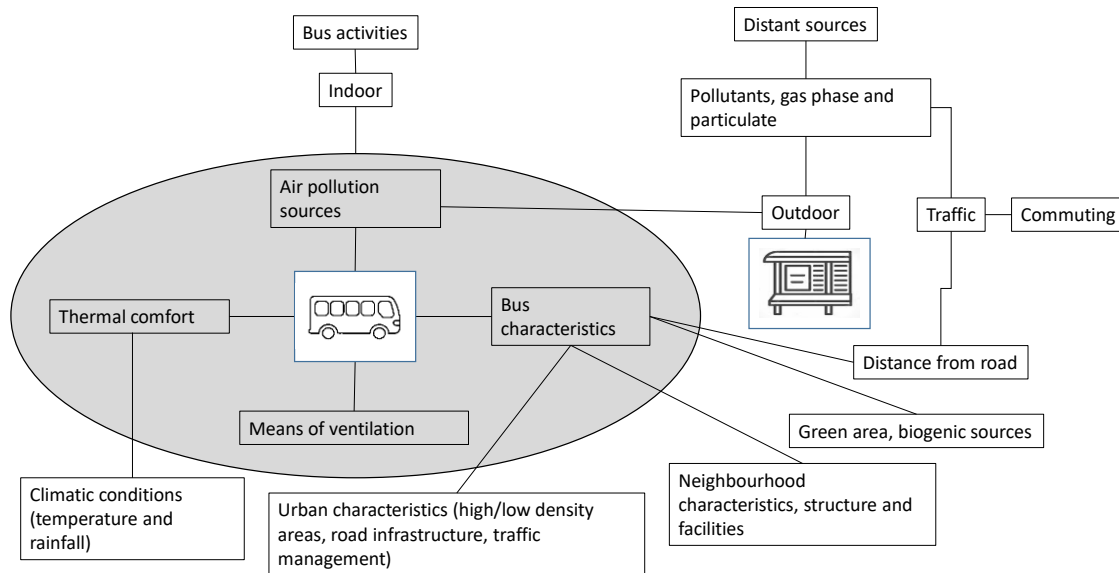 Bus activities
Distant sources
Indoor
Pollutants, gas phase and
particulate
Air pollution
sources
Outdoor
Traffic
Commuting
Thermal comfort
Bus
characteristics
Distance from road
Means of ventilation
Green area, biogenic sources
Climatic conditions
(temperature and
rainfall)
Urban characteristics (high/low density
areas, road infrastructure, traffic
management)
Neighbourhood
characteristics, structure and
facilities